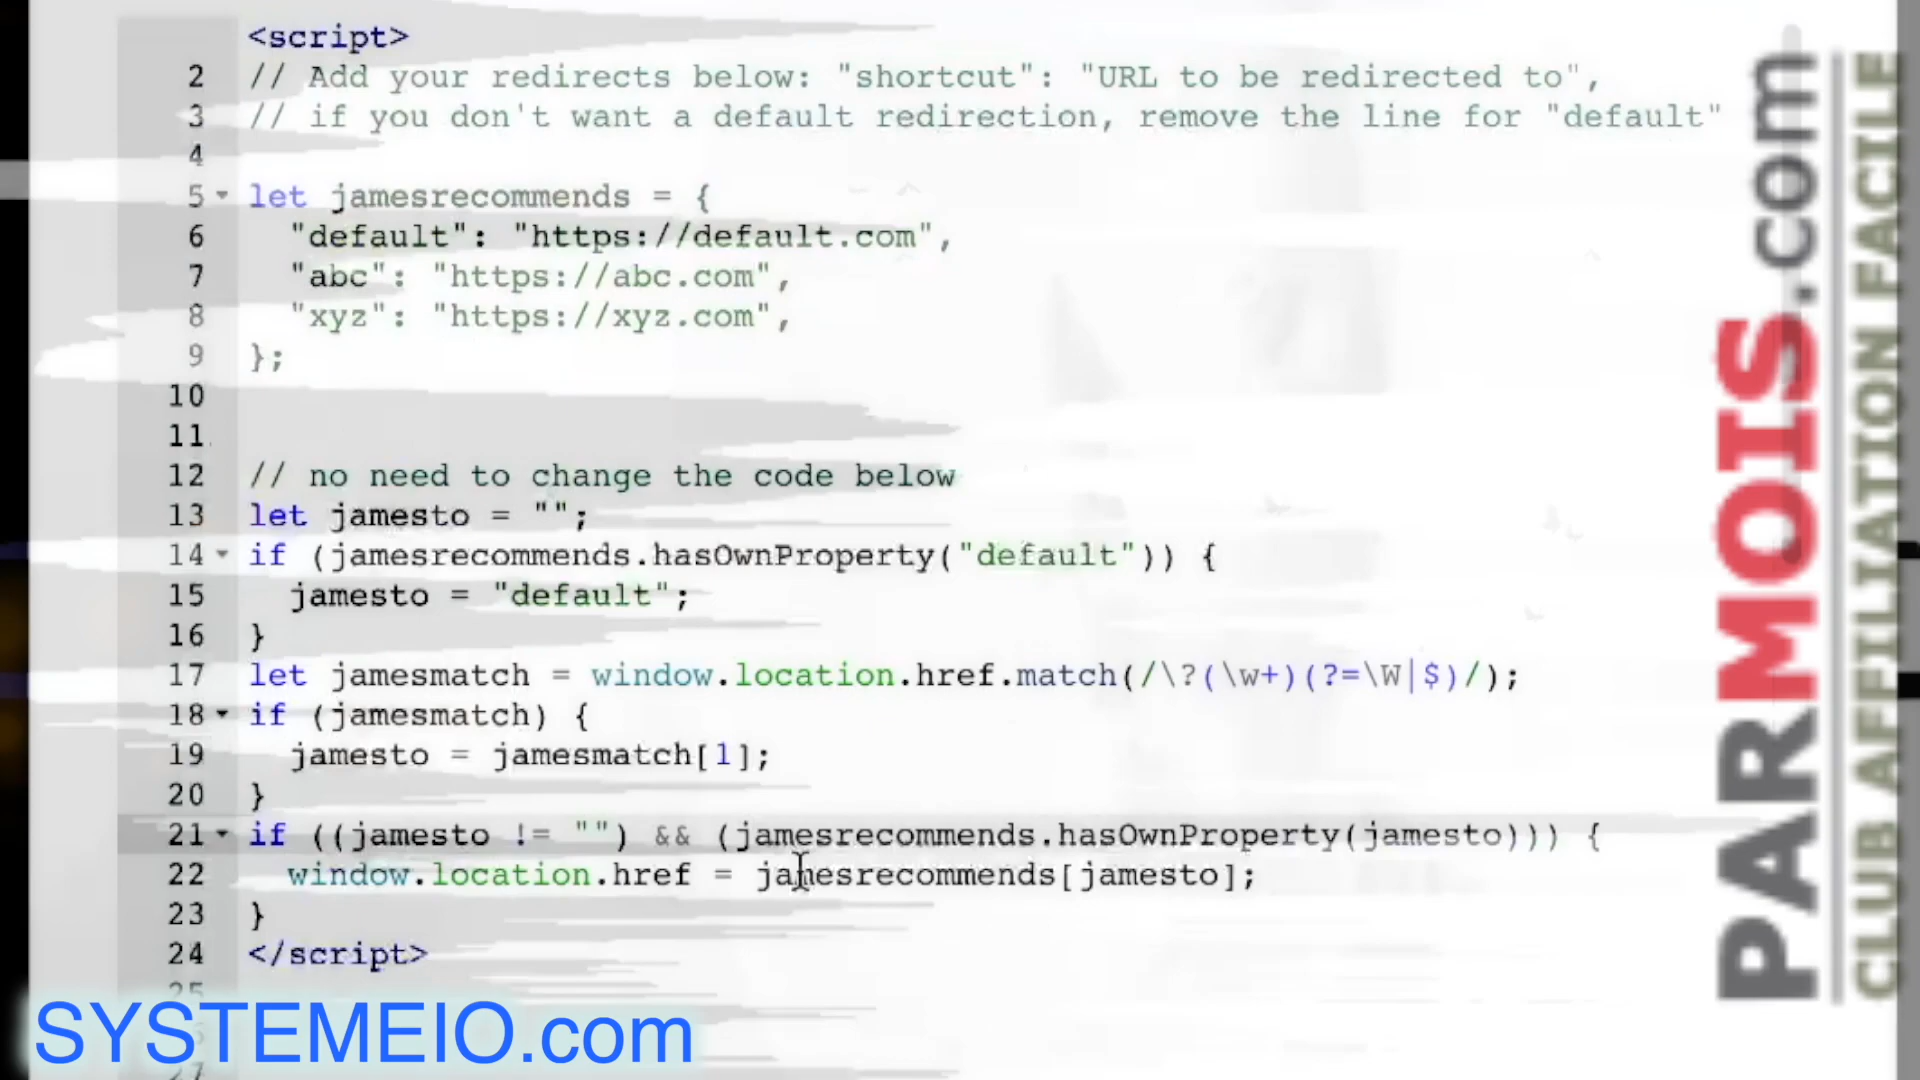 <script>
2 // Add your redirects below: "shortcut": "URL to be redirected to",
3 // if you don't want a default redirection, remove the line for "default"
4
5 let jamesrecommends = {
6 "default": "https://default.com",
7 "abc": "https://abc.com",
8 "xyz": "https://xyz.com",
9 };
10
11
12 // no need to change the code below
13 let jamesto = "";
14 if (jamesrecommends.hasOwnProperty("default")) {
15 jamesto = "default";
16 }
17 let jamesmatch = window.location.href.match(/\?(\w+)(?=\W|$)/);
18 if (jamesmatch) {
19 jamesto = jamesmatch[1];
20 }
21 if ((jamesto != "") && (jamesrecommends.hasOwnProperty(jamesto))) {
22 window.location.href = jamesrecommends[jamesto];
23 }
24 </script>
25
27
SYSTEMEIO.com
PARMOIS.com
CLUB AFFILIATION FACILE